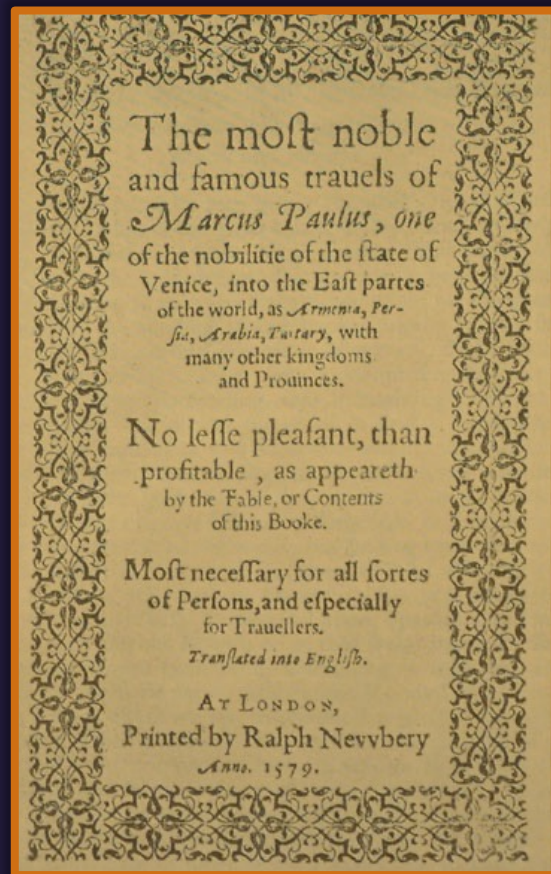 The moſt noble
and famous trauels of
Marcus Paulus, one
of the nobilitie of the ſtate of
Venice, into the Eaſt partes
of the world, as Armenia, Per-
ſia, Arabia, Tartary, with
many other kingdoms
and Prouinces.
No leſſe pleaſant, than
profitable, as appeareth
by the Table, or Contents
of this Booke.
Moſt neceſſary for all ſortes
of Perſons, and eſpecially
for Trauellers.
Tranſlated into Engliſh.
AT LONDON,
Printed by Ralph Nevvbery
Anno. 1579.